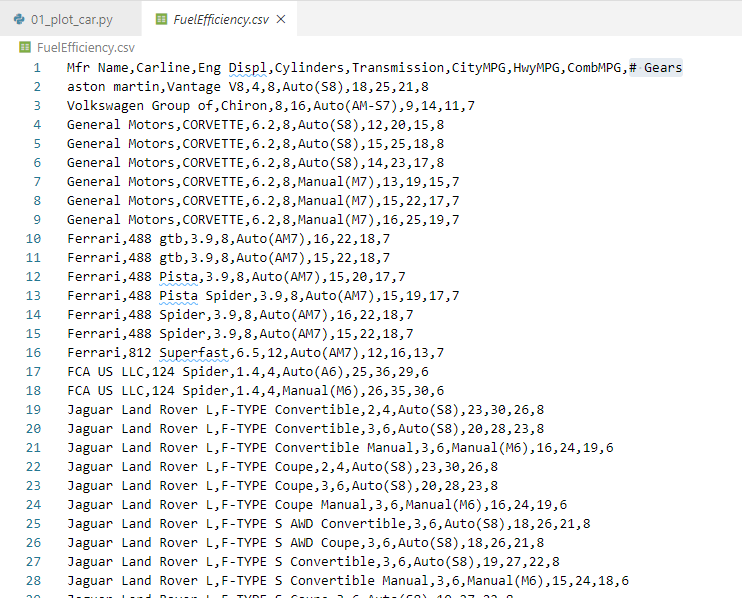 01_plot_car.py FuelEfficiency.csv ×
FuelEfficiency.csv
1 Mfr Name,Carline,Eng Displ,Cylinders,Transmission,CityMPG,HwyMPG,CombMPG,# Gears
2 aston martin,Vantage V8,4,8,Auto(S8),18,25,21,8
3 Volkswagen Group of,Chiron,8,16,Auto(AM-S7),9,14,11,7
4 General Motors,CORVETTE,6.2,8,Auto(S8),12,20,15,8
5 General Motors,CORVETTE,6.2,8,Auto(S8),15,25,18,8
6 General Motors,CORVETTE,6.2,8,Auto(S8),14,23,17,8
7 General Motors,CORVETTE,6.2,8,Manual(M7),13,19,15,7
8 General Motors,CORVETTE,6.2,8,Manual(M7),15,22,17,7
9 General Motors,CORVETTE,6.2,8,Manual(M7),16,25,19,7
10 Ferrari,488 gtb,3.9,8,Auto(AM7),16,22,18,7
11 Ferrari,488 gtb,3.9,8,Auto(AM7),15,22,18,7
12 Ferrari,488 Pista,3.9,8,Auto(AM7),15,20,17,7
13 Ferrari,488 Pista Spider,3.9,8,Auto(AM7),15,19,17,7
14 Ferrari,488 Spider,3.9,8,Auto(AM7),16,22,18,7
15 Ferrari,488 Spider,3.9,8,Auto(AM7),15,22,18,7
16 Ferrari,812 Superfast,6.5,12,Auto(AM7),12,16,13,7
17 FCA US LLC,124 Spider,1.4,4,Auto(A6),25,36,29,6
18 FCA US LLC,124 Spider,1.4,4,Manual(M6),26,35,30,6
19 Jaguar Land Rover L,F-TYPE Convertible,2,4,Auto(S8),23,30,26,8
20 Jaguar Land Rover L,F-TYPE Convertible,3,6,Auto(S8),20,28,23,8
21 Jaguar Land Rover L,F-TYPE Convertible Manual,3,6,Manual(M6),16,24,19,6
22 Jaguar Land Rover L,F-TYPE Coupe,2,4,Auto(S8),23,30,26,8
23 Jaguar Land Rover L,F-TYPE Coupe,3,6,Auto(S8),20,28,23,8
24 Jaguar Land Rover L,F-TYPE Coupe Manual,3,6,Manual(M6),16,24,19,6
25 Jaguar Land Rover L,F-TYPE S AWD Convertible,3,6,Auto(S8),18,26,21,8
26 Jaguar Land Rover L,F-TYPE S AWD Coupe,3,6,Auto(S8),18,26,21,8
27 Jaguar Land Rover L,F-TYPE S Convertible,3,6,Auto(S8),19,27,22,8
28 Jaguar Land Rover L,F-TYPE S Convertible Manual,3,6,Manual(M6),15,24,18,6